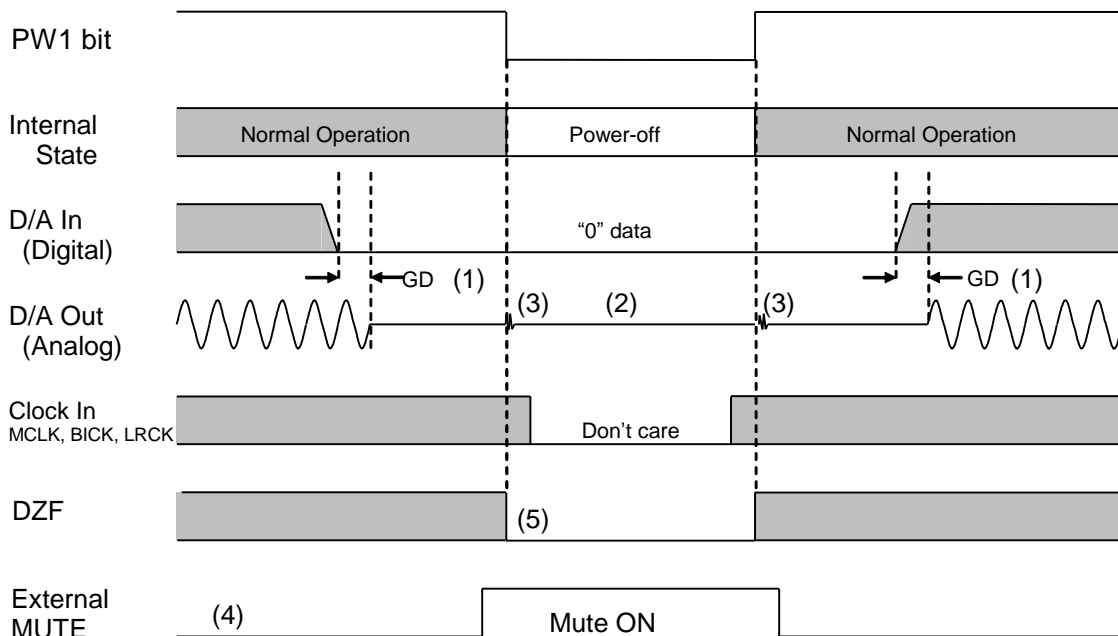 PW1 bit
Internal
State
Normal Operation
Power-off
Normal Operation
D/A In
(Digital)
“0” data
GD (1)
GD (1)
D/A Out
(Analog)
(3)
(2)
(3)
Clock In
MCLK, BICK, LRCK
Don’t care
DZF
(5)
External
MUTE
(4)
Mute ON